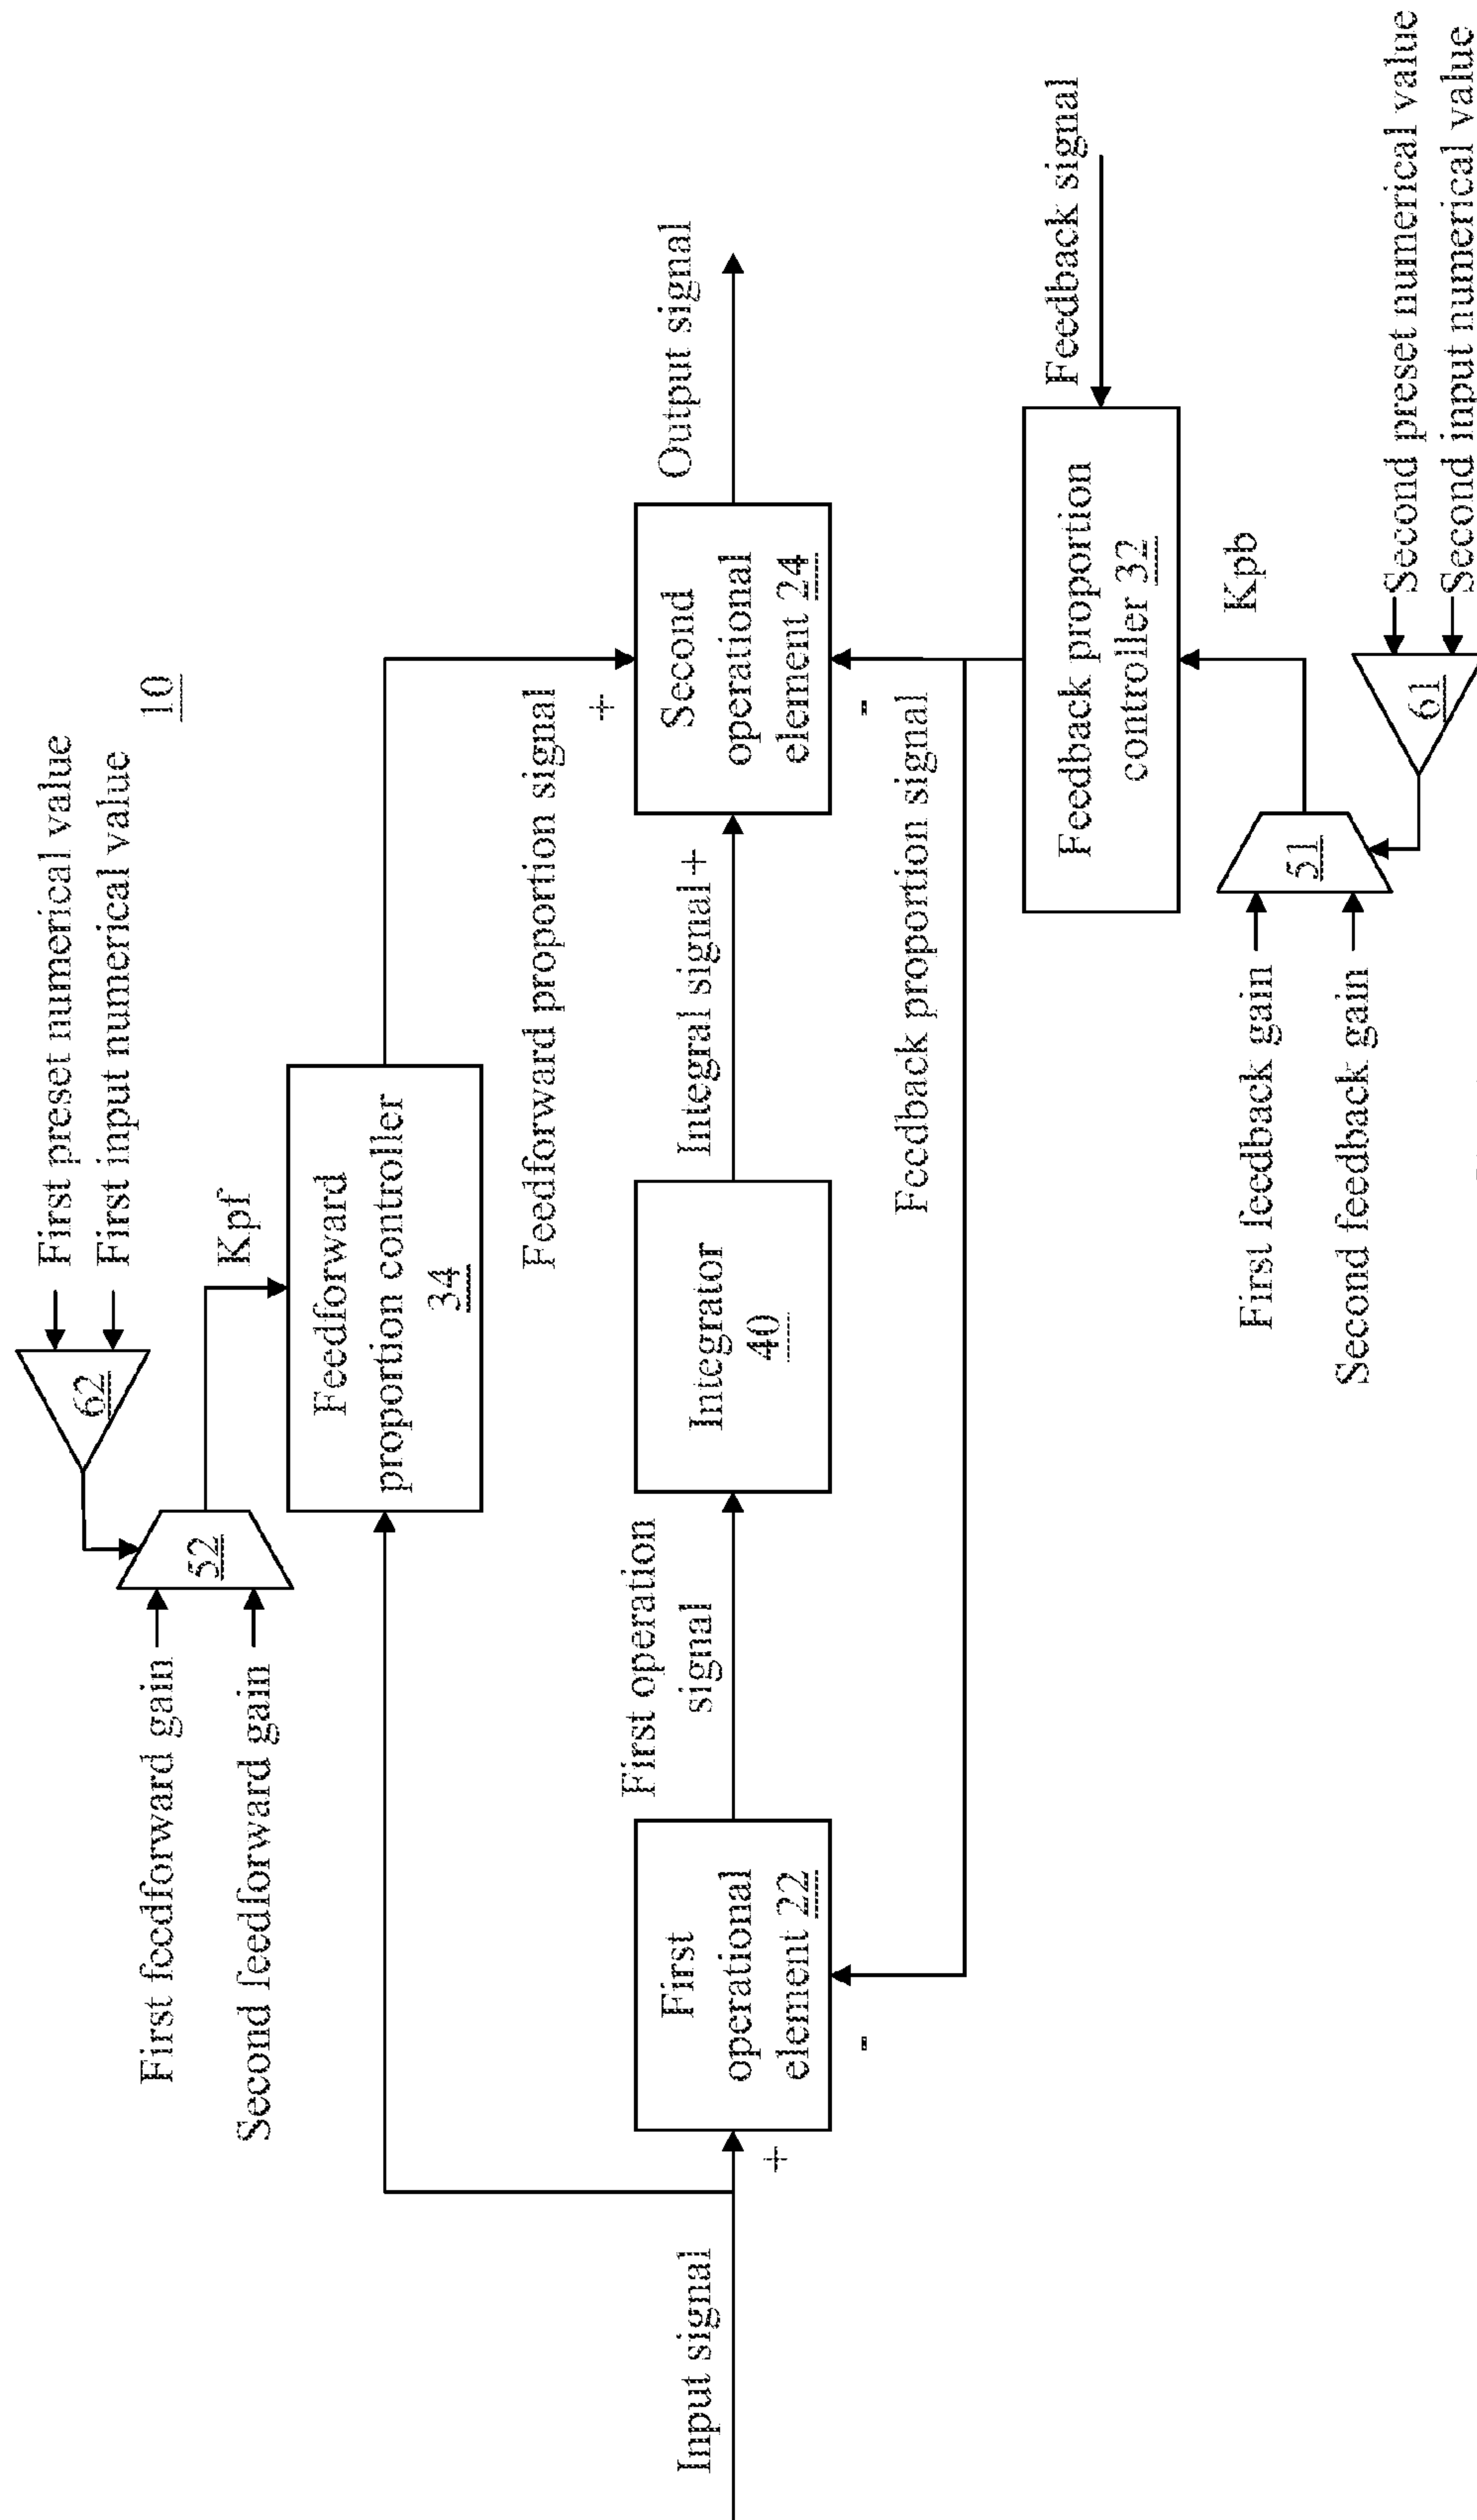 First preset numerical value
First input numerical value
10
62
First feedforward gain
52
Kpf
Second feedforward gain
Feedforward
proportion controller
34
Feedforward proportion signal
+
Input signal
+
First
operational
element 22
-
First operation
signal
Integrator
40
Integral signal+
Second
operational
element 24
-
Output signal
Feedback proportion signal
Feedback signal
Feedback proportion
controller 32
Kpb
First feedback gain
51
Second feedback gain
61
Second preset numerical value
Second input numerical value